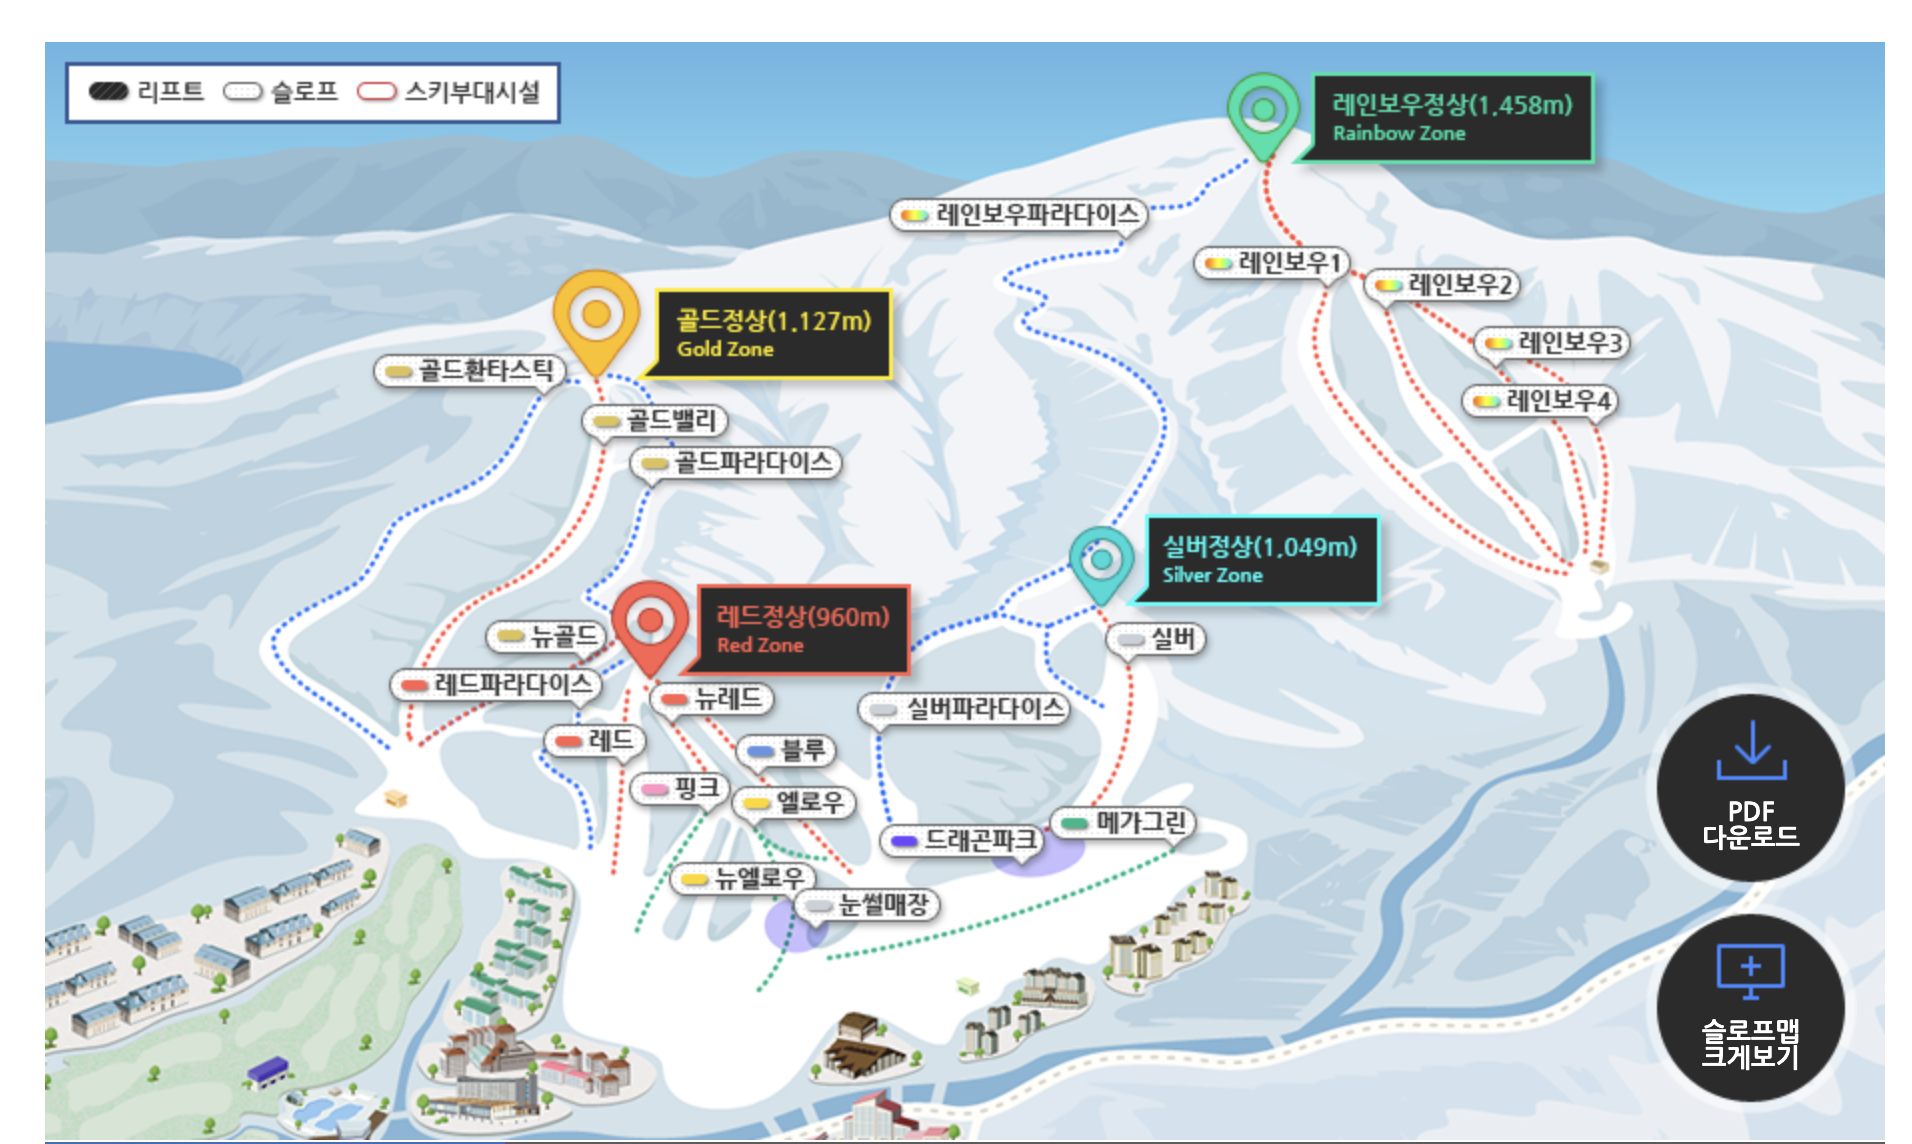 리프트 슬로프 스키부대시설
레인보우정상(1,458m)
Rainbow Zone
레인보우파라다이스
레인보우1
레인보우2
골드정상(1,127m)
Gold Zone
레인보우3
골드환타스틱
레인보우4
골드밸리
골드파라다이스
실버정상(1,049m)
Silver Zone
레드정상(960m)
Red Zone
뉴골드
실버
레드파라다이스
뉴레드
실버파라다이스
레드
블루
핑크
옐로우
메가그린
드래곤파크
PDF
다운로드
뉴옐로우
눈썰매장
슬로프맵
크게보기